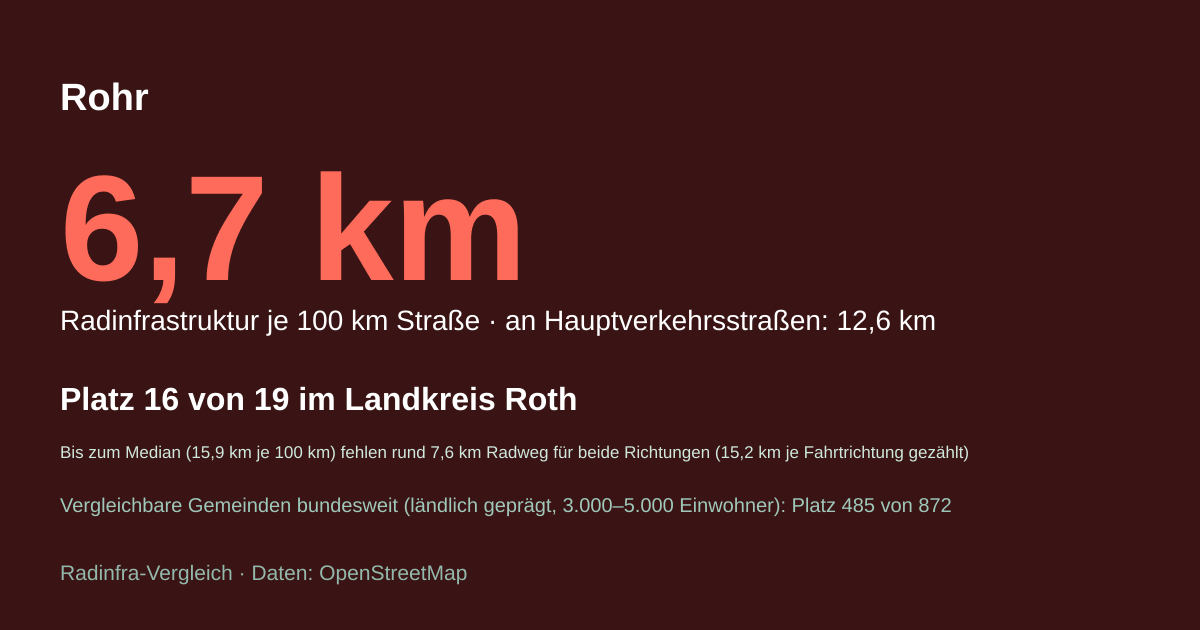 Rohr
6,7 km
Radinfrastruktur je 100 km Straße · an Hauptverkehrsstraßen: 12,6 km
Platz 16 von 19 im Landkreis Roth
Bis zum Median (15,9 km je 100 km) fehlen rund 7,6 km Radweg für beide Richtungen (15,2 km je Fahrtrichtung gezählt)
Vergleichbare Gemeinden bundesweit (ländlich geprägt, 3.000–5.000 Einwohner): Platz 485 von 872
Radinfra-Vergleich · Daten: OpenStreetMap